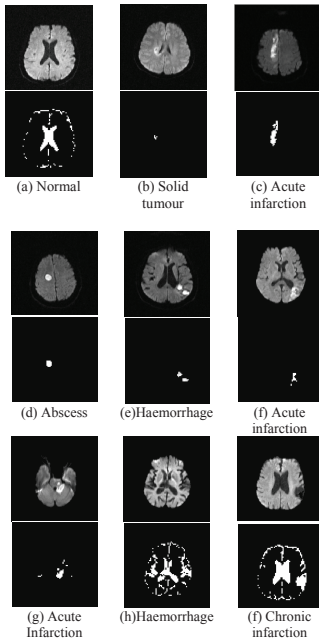 (a) Normal
(b) Solid
tumour
(c) Acute
infarction
(d) Abscess
(e)Haemorrhage
(f) Acute
infarction
(g) Acute
Infarction
(h)Haemorrhage
(f) Chronic
infarction